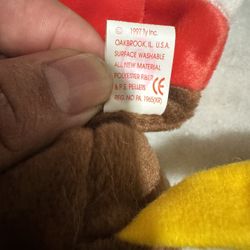 © 1997 Ty Inc.
OAKBROOK, IL. U.S.A.
SURFACE WASHABLE
ALL NEW MATERIAL
POLYESTER FIBER
& P.E. PELLETS CE
REG. NO PA. 1965(KR)